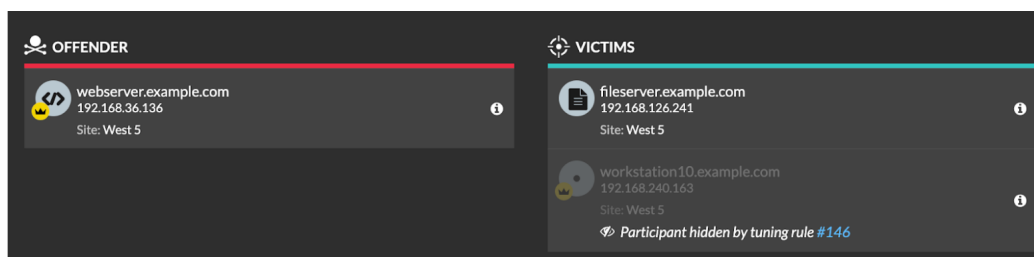 OFFENDER
webserver.example.com
192.168.36.136
Site: West 5
VICTIMS
fileserver.example.com
192.168.126.241
Site: West 5
workstation10.example.com
192.168.240.163
Site: West 5
Participant hidden by tuning rule #146